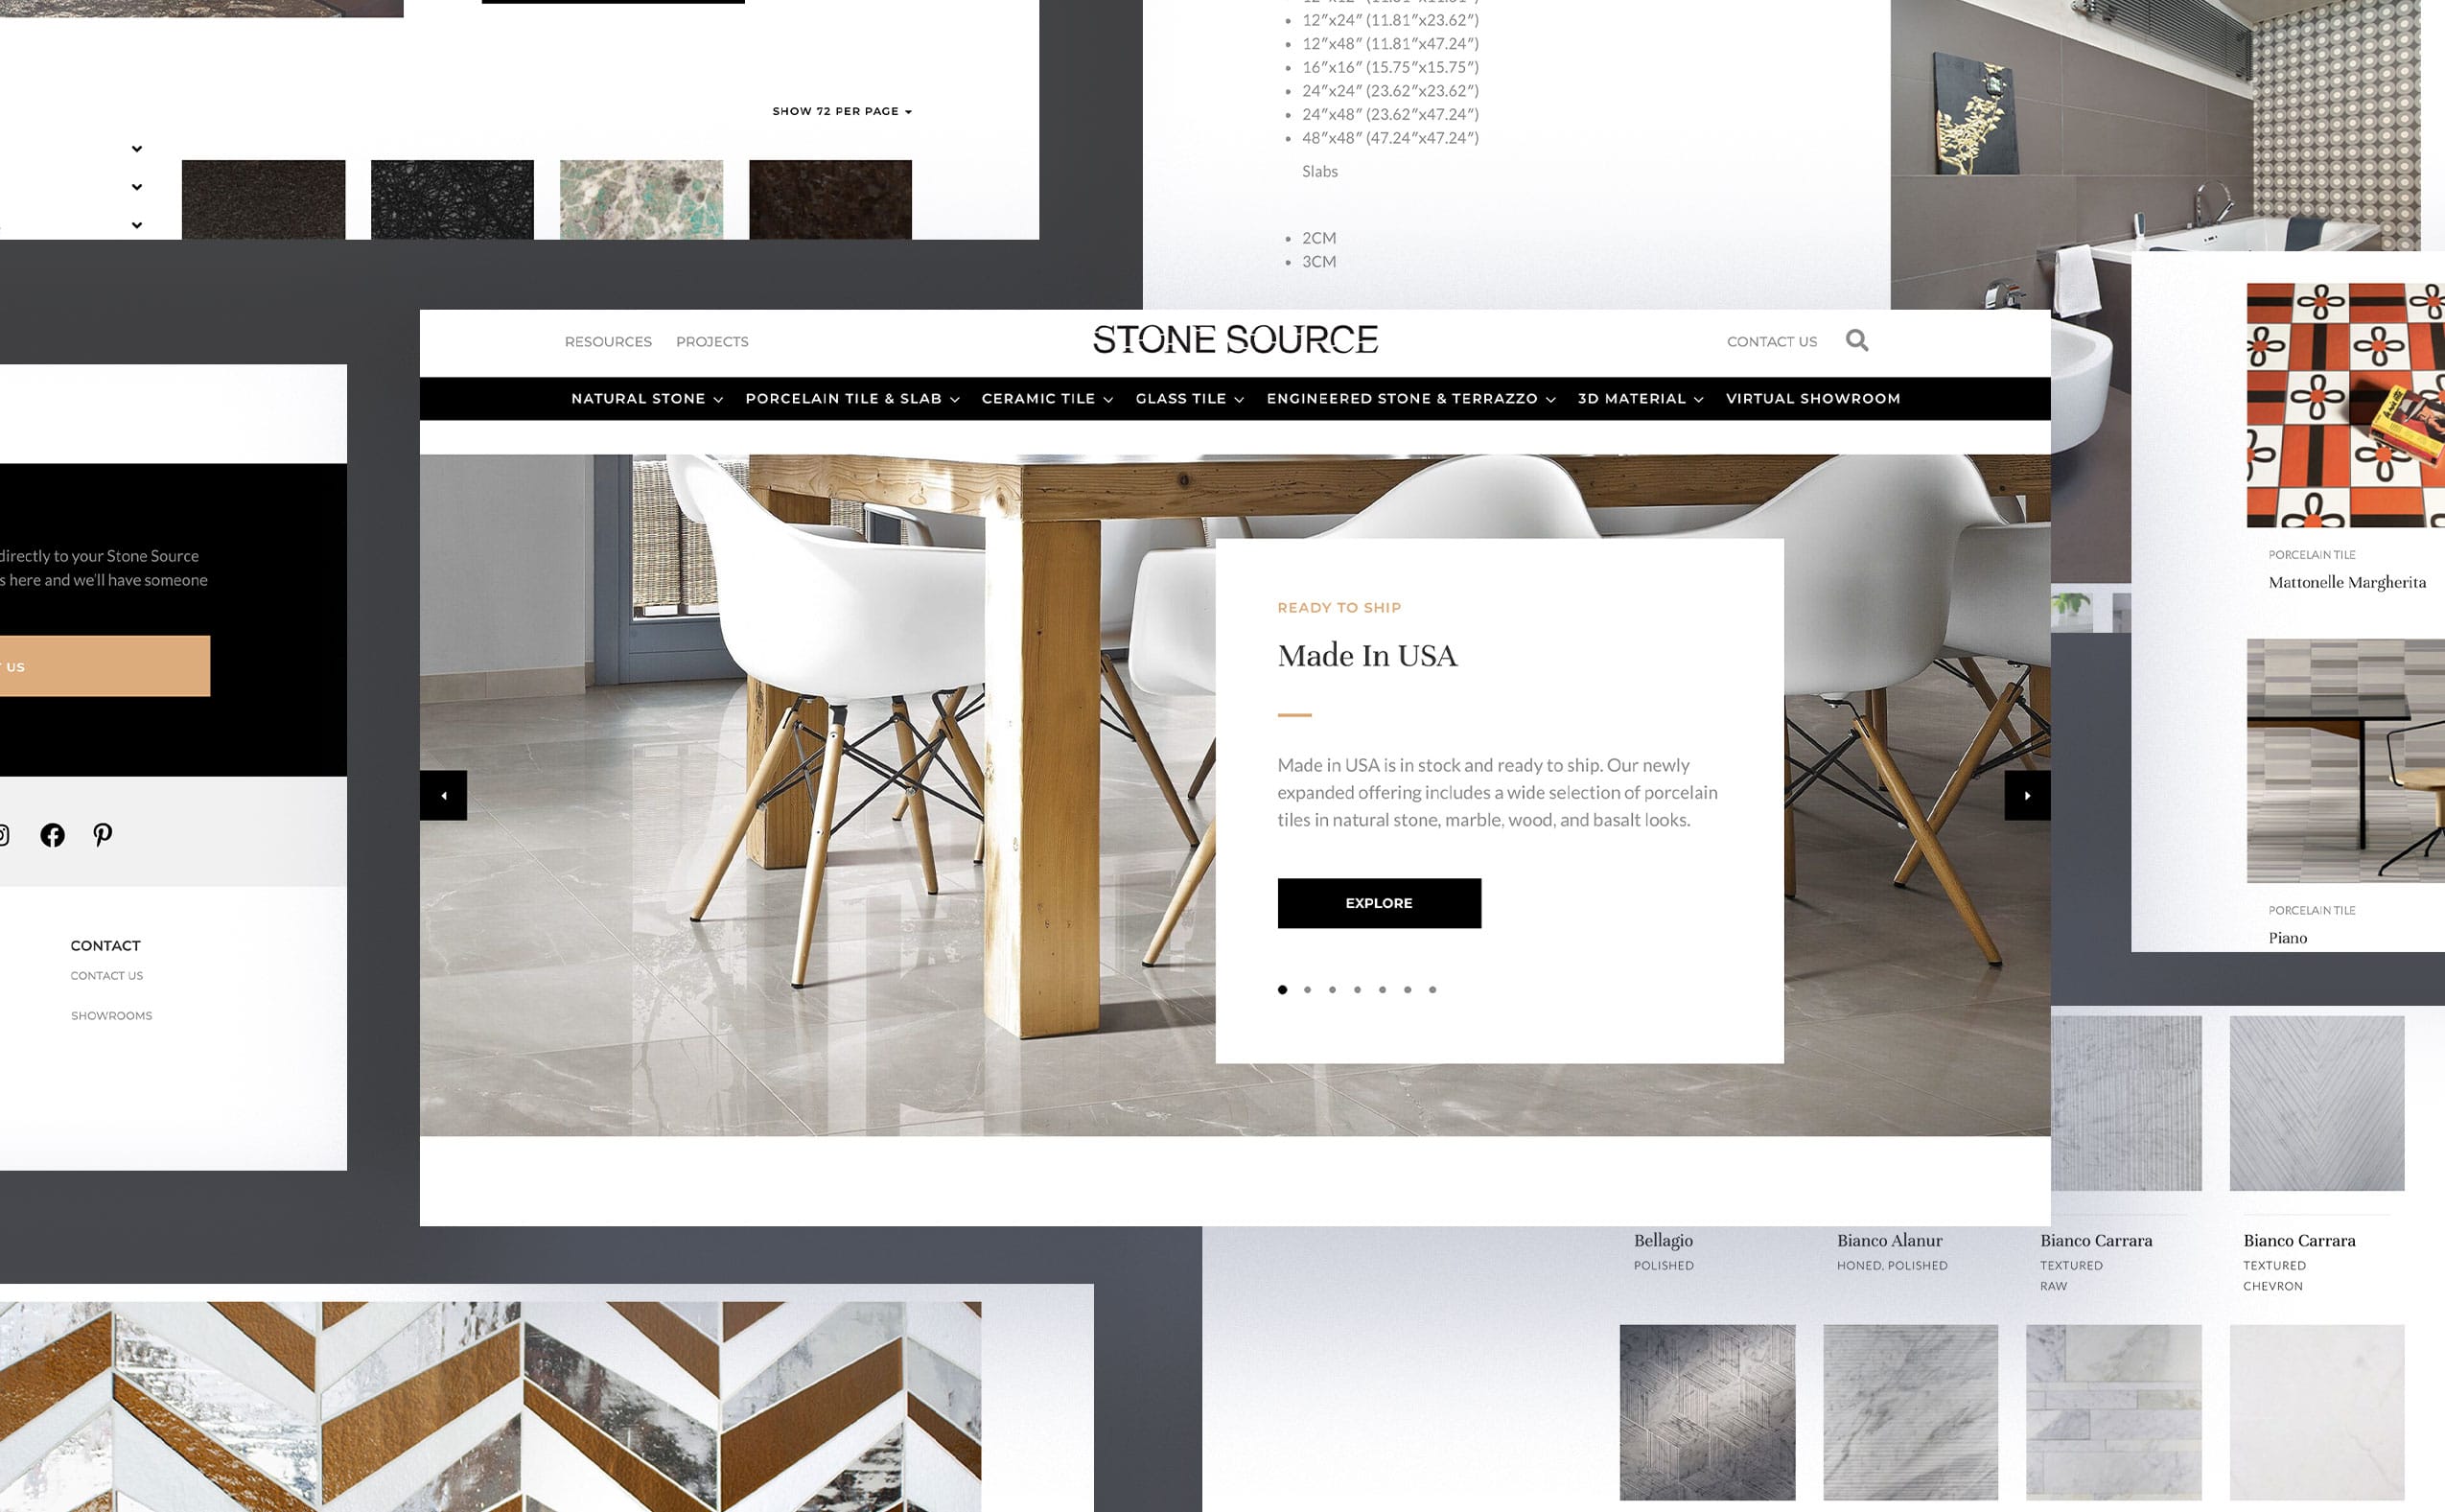 SHOW 72 PER PAGE
12"x24" (11.81"x23.62")
12"x48" (11.81"x47.24")
16"x16" (15.75"x15.75")
24"x24" (23.62"x23.62")
24"x48" (23.62"x47.24")
48"x48" (47.24"x47.24")
Slabs
2CM
3CM
RESOURCES PROJECTS
STONE SOURCE
CONTACT US
NATURAL STONE PORCELAIN TILE & SLAB CERAMIC TILE GLASS TILE ENGINEERED STONE & TERRAZZO 3D MATERIAL VIRTUAL SHOWROOM
READY TO SHIP
Made In USA
Made in USA is in stock and ready to ship. Our newly
expanded offering includes a wide selection of porcelain
tiles in natural stone, marble, wood, and basalt looks.
EXPLORE
directly to your Stone Source
here and we'll have someone
US
CONTACT
CONTACT US
SHOWROOMS
PORCELAIN TILE
Mattonelle Margherita
PORCELAIN TILE
Piano
Bellagio
POLISHED
Bianco Alanur
HONED, POLISHED
Bianco Carrara
TEXTURED
RAW
Bianco Carrara
TEXTURED
CHEVRON